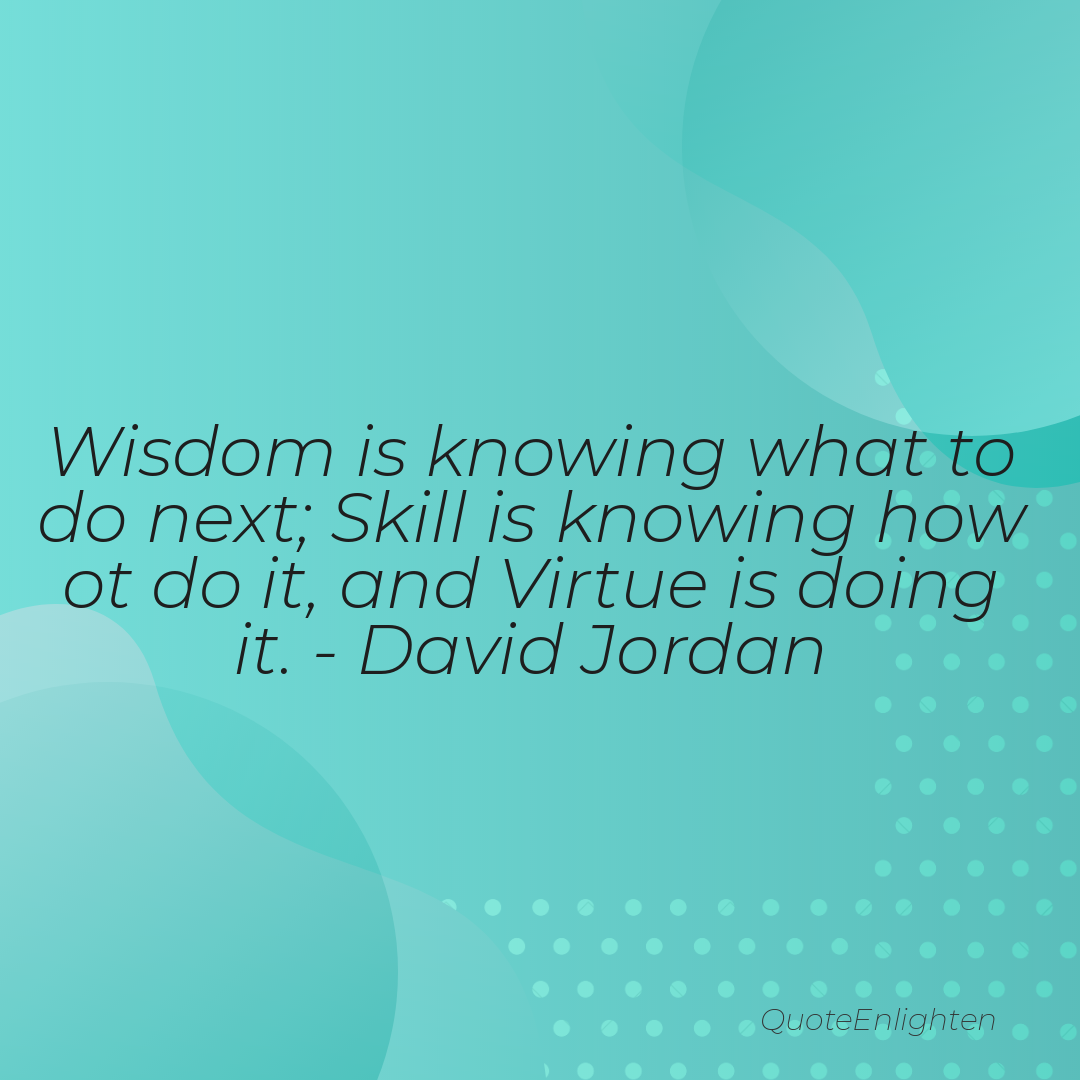 Wisdom is knowing what to
do next; Skill is knowing how
ot do it, and Virtue is doing
it. - David Jordan
QuoteEnlighten